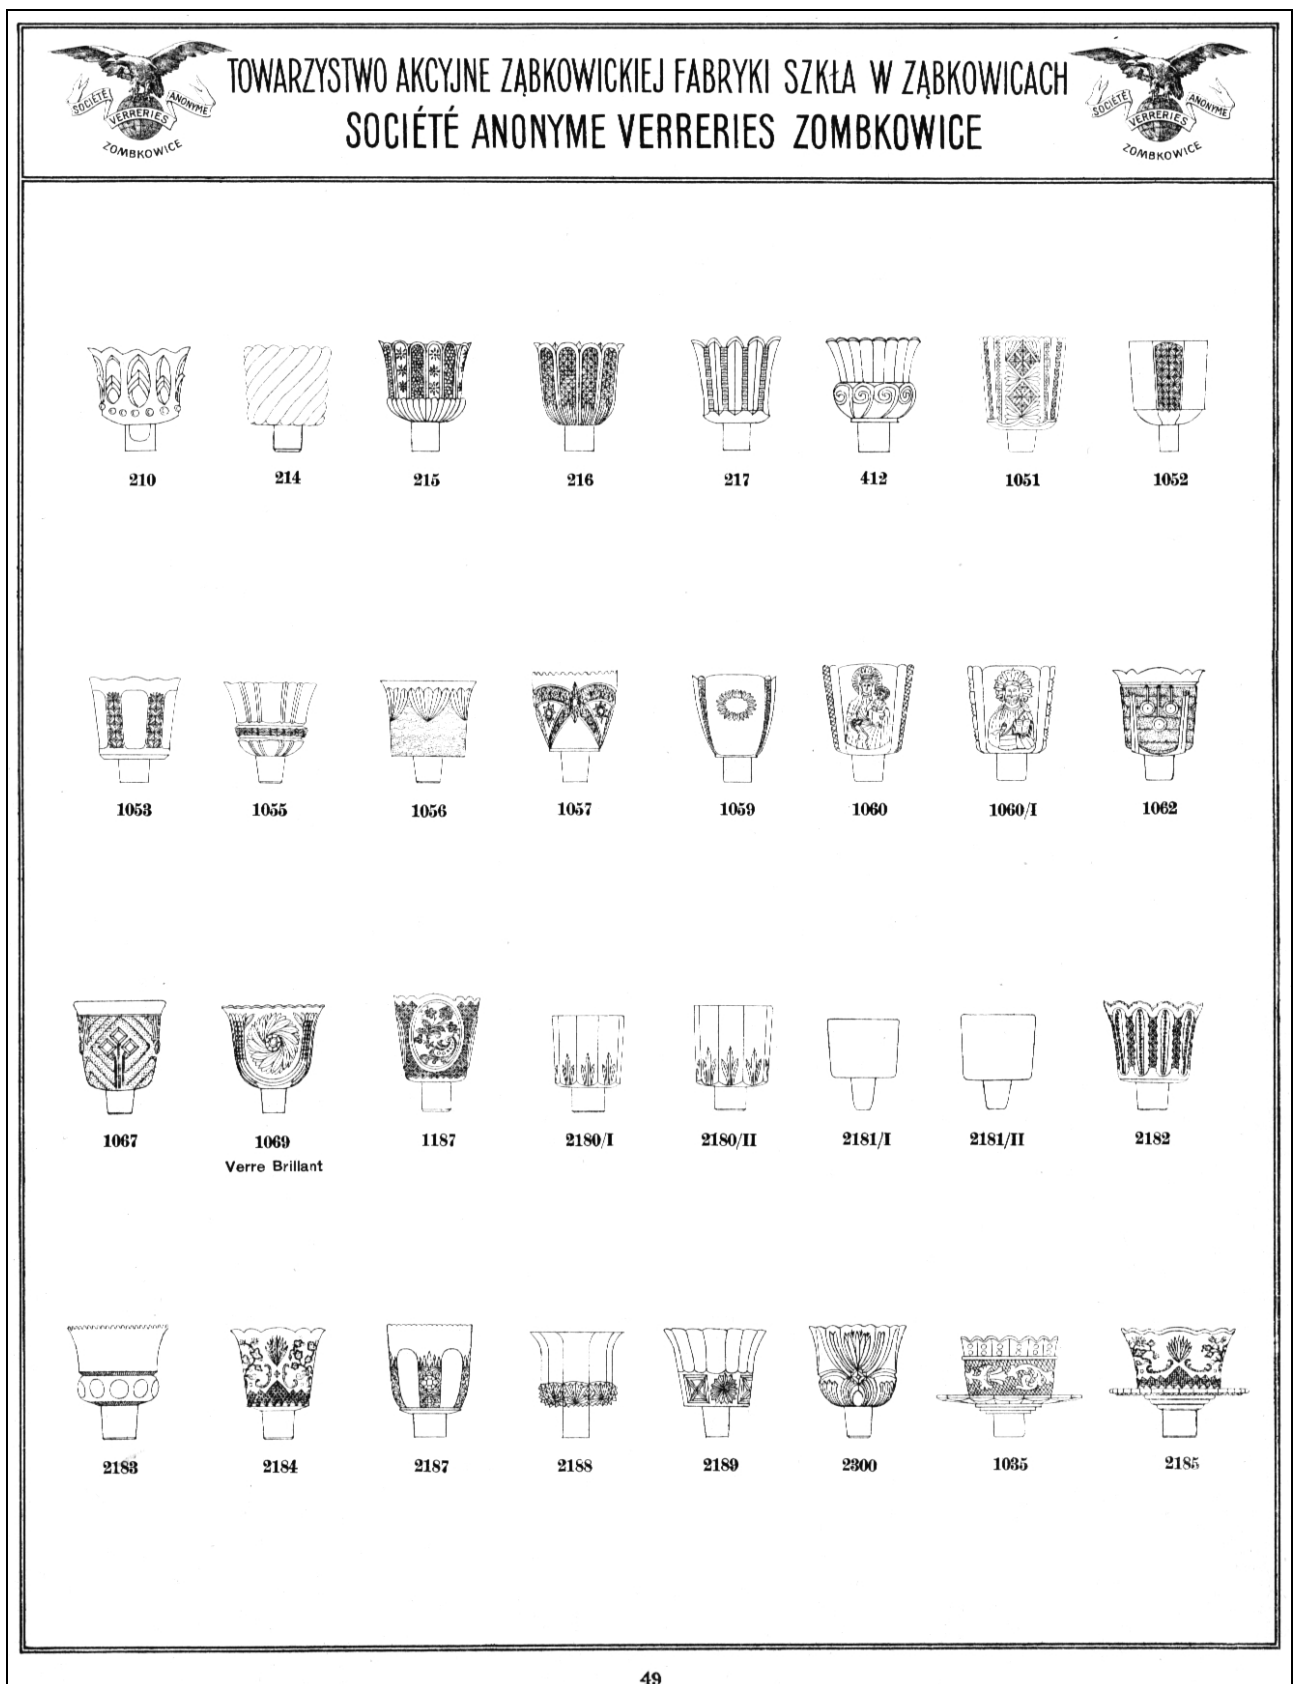 TOWARZYSTWO AKCYJNE ZĄBKOWICKIEJ FABRYKI SZKŁA W ZĄBKOWICACH
SOCIÉTÉ ANONYME VERRERIES ZOMBKOWICE
SOCIÉTÉ VERRERIES ANONYME
ZOMBKOWICE
SOCIÉTÉ VERRERIES ANONYME
ZOMBKOWICE
210 214 215 216 217 412 1051 1052
1053 1055 1056 1057 1059 1060 1060/I 1062
1067 1069 1187 2180/I 2180/II 2181/I 2181/II 2182
Verre Brillant
2183 2184 2187 2188 2189 2300 1035 2185
49